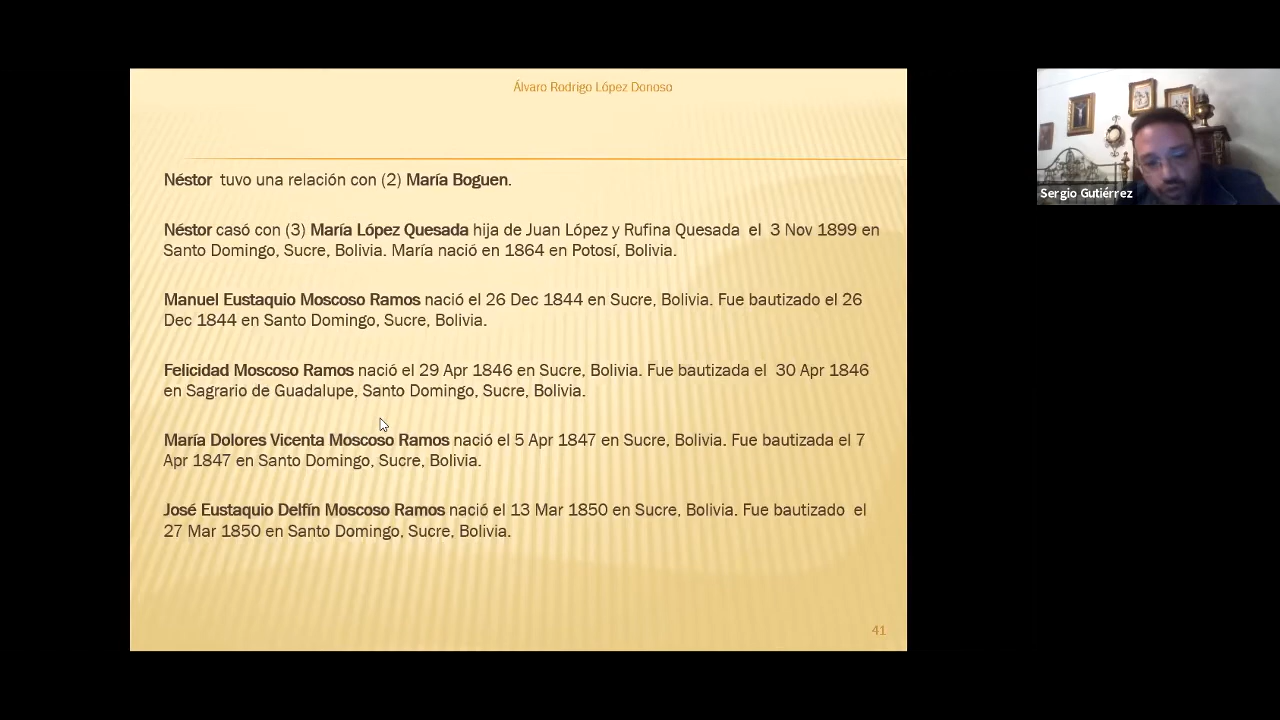 Álvaro Rodrigo López Donoso
Néstor tuvo una relación con (2) María Boguen.
Néstor casó con (3) María López Quesada hija de Juan López y Rufina Quesada el 3 Nov 1899 en
Santo Domingo, Sucre, Bolivia. María nació en 1864 en Potosí, Bolivia.
Manuel Eustaquio Moscoso Ramos nació el 26 Dec 1844 en Sucre, Bolivia. Fue bautizado el 26
Dec 1844 en Santo Domingo, Sucre, Bolivia.
Felicidad Moscoso Ramos nació el 29 Apr 1846 en Sucre, Bolivia. Fue bautizada el 30 Apr 1846
en Sagrario de Guadalupe, Santo Domingo, Sucre, Bolivia.
María Dolores Vicenta Moscoso Ramos nació el 5 Apr 1847 en Sucre, Bolivia. Fue bautizada el 7
Apr 1847 en Santo Domingo, Sucre, Bolivia.
José Eustaquio Delfín Moscoso Ramos nació el 13 Mar 1850 en Sucre, Bolivia. Fue bautizado el
27 Mar 1850 en Santo Domingo, Sucre, Bolivia.
41
Sergio Gutiérrez